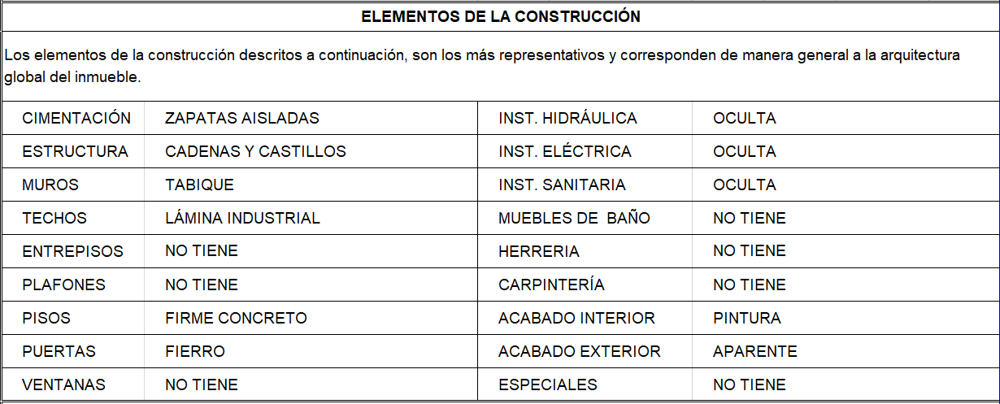 ELEMENTOS DE LA CONSTRUCCIÓN
Los elementos de la construcción descritos a continuación, son los más representativos y corresponden de manera general a la arquitectura
global del inmueble.
CIMENTACIÓN ZAPATAS AISLADAS INST. HIDRÁULICA OCULTA
ESTRUCTURA CADENAS Y CASTILLOS INST. ELÉCTRICA OCULTA
MUROS TABIQUE INST. SANITARIA OCULTA
TECHOS LÁMINA INDUSTRIAL MUEBLES DE  BAÑO NO TIENE
ENTREPISOS NO TIENE HERRERIA NO TIENE
PLAFONES NO TIENE CARPINTERÍA NO TIENE
PISOS FIRME CONCRETO ACABADO INTERIOR PINTURA
PUERTAS FIERRO ACABADO EXTERIOR APARENTE
VENTANAS NO TIENE ESPECIALES NO TIENE